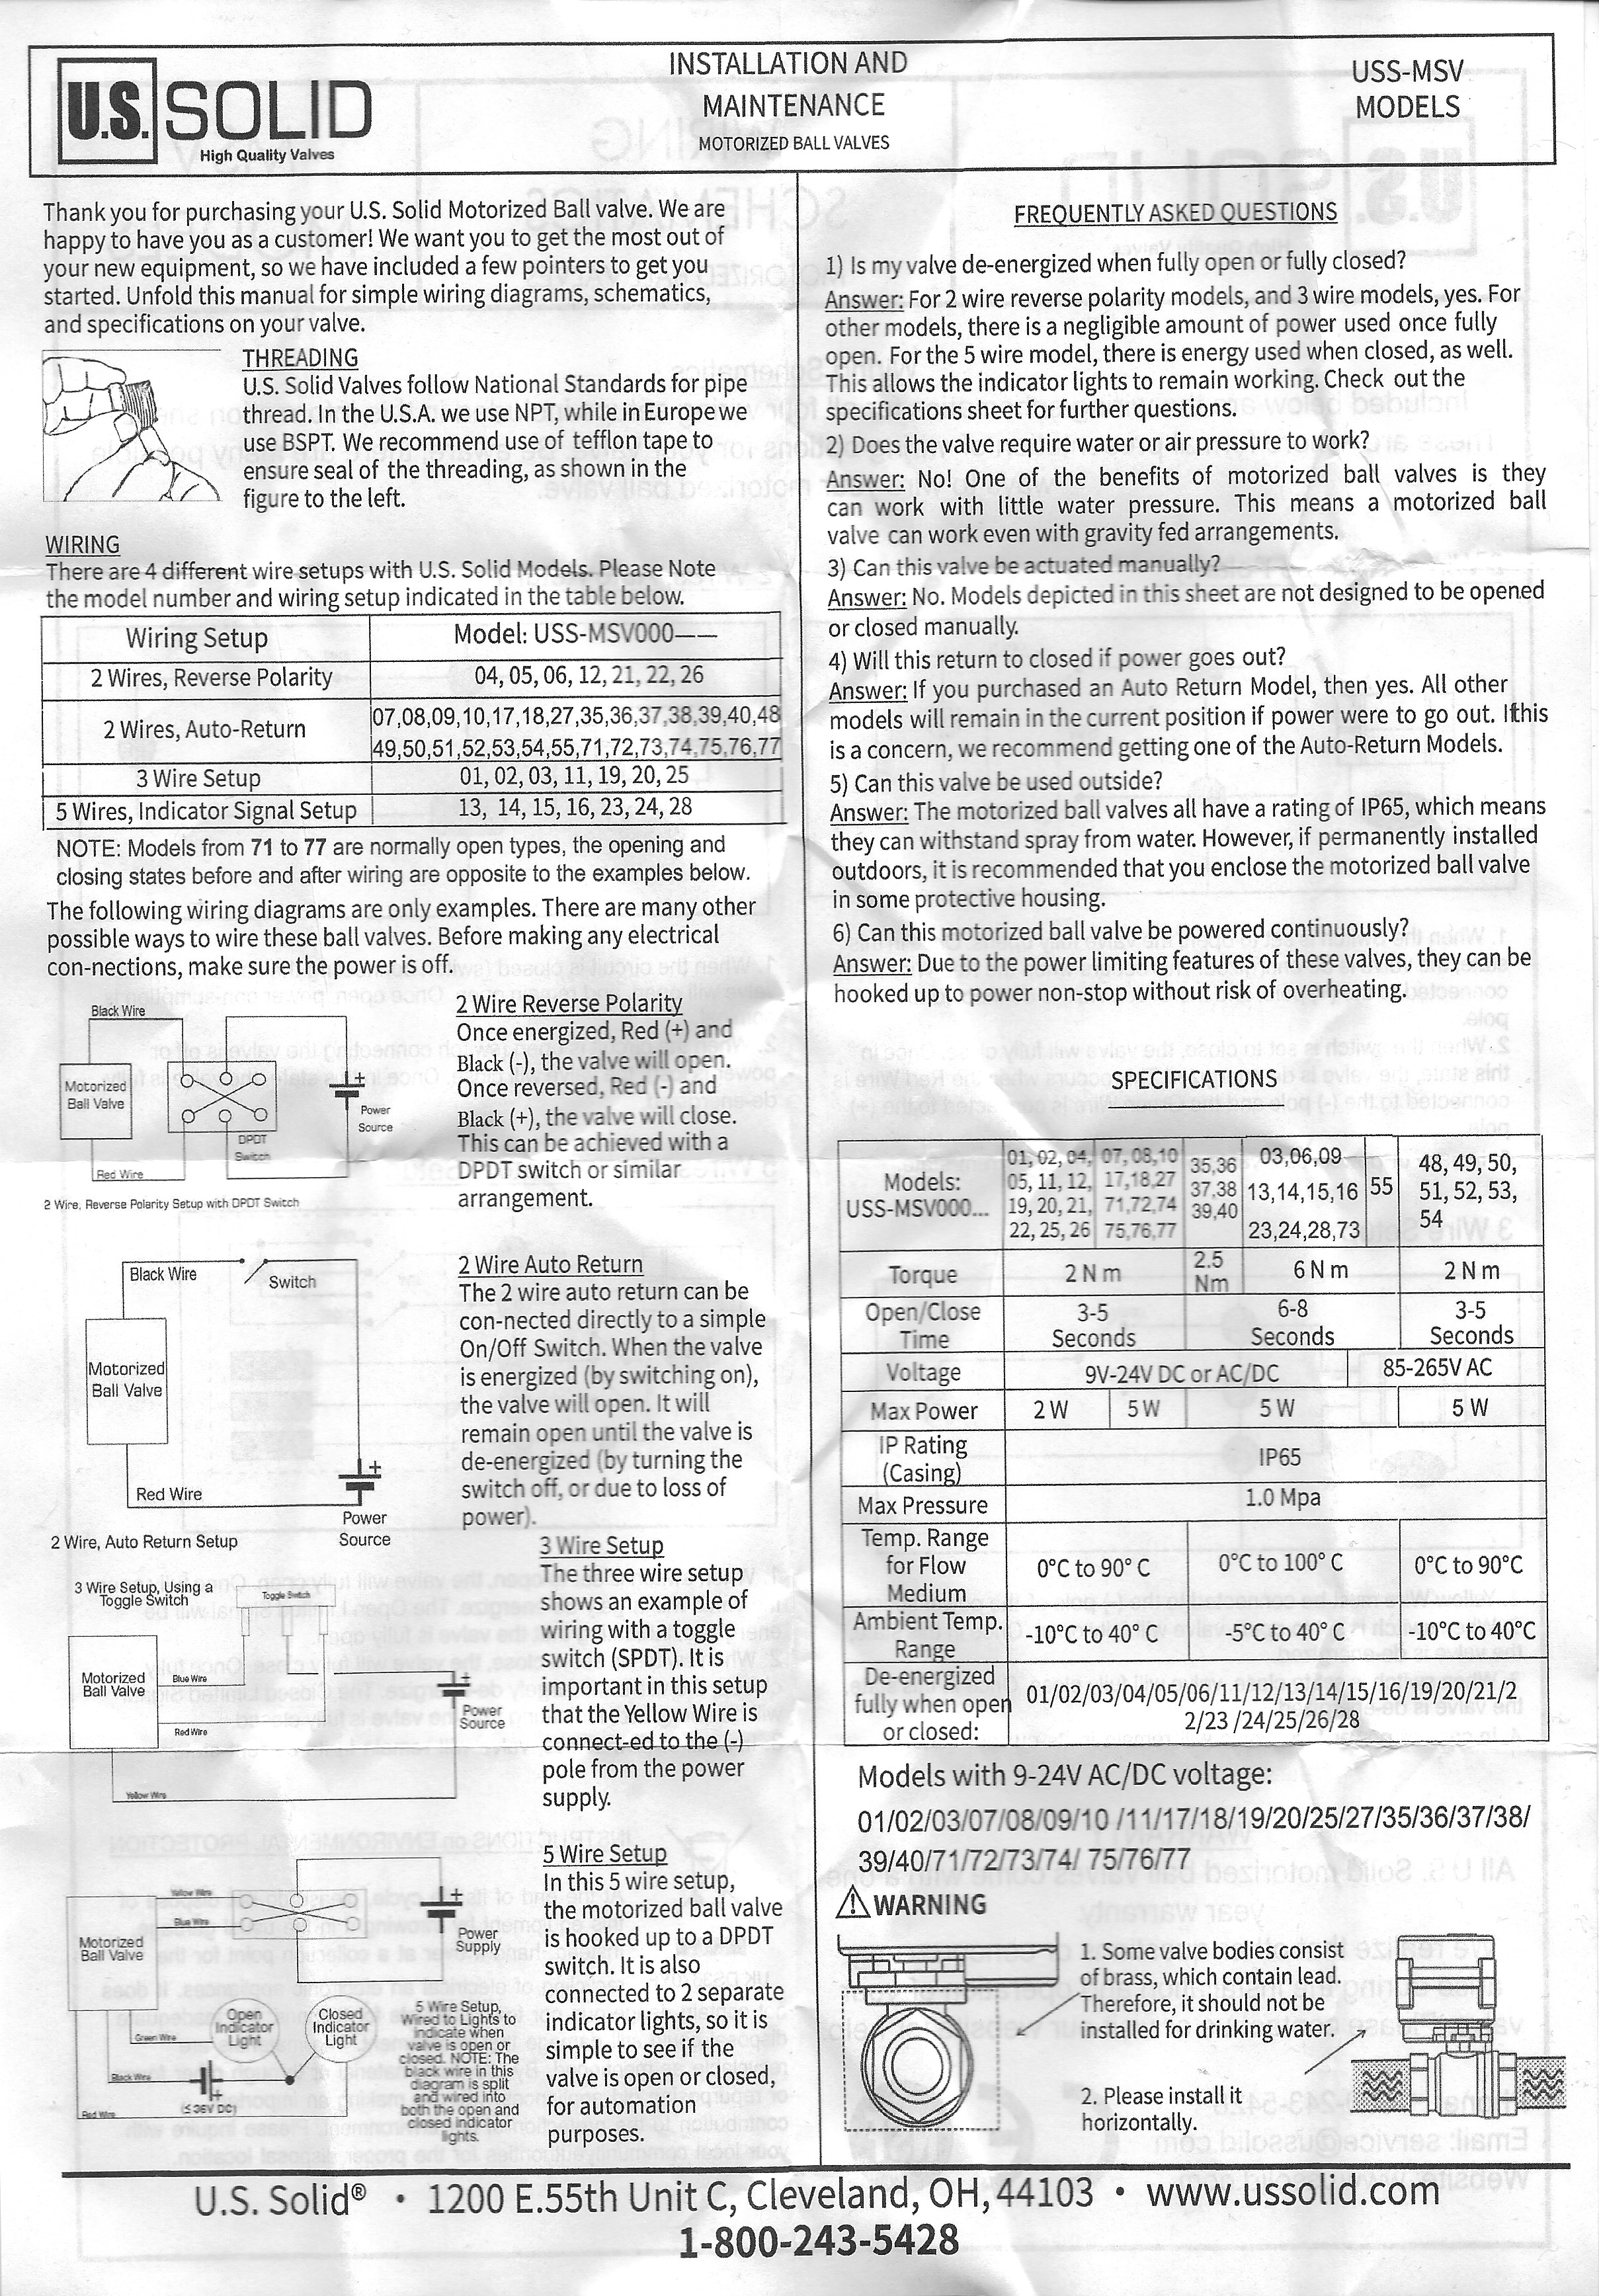 U.S. SOLID
High Quality Valves
INSTALLATION AND
MAINTENANCE
MOTORIZED BALL VALVES
USS-MSV
MODELS
Thank you for purchasing your U.S. Solid Motorized Ball valve. We are
happy to have you as a customer! We want you to get the most out of
your new equipment, so we have included a few pointers to get you
started. Unfold this manual for simple wiring diagrams, schematics,
and specifications on your valve.
THREADING
U.S. Solid Valves follow National Standards for pipe
thread. In the U.S.A. we use NPT, while in Europe we
use BSPT. We recommend use of tefflon tape to
ensure seal of the threading, as shown in the
figure to the left.
WIRING
There are 4 different wire setups with U.S. Solid Models. Please Note
the model number and wiring setup indicated in the table below.
Wiring Setup Model: USS-MSV000——
2 Wires, Reverse Polarity 04, 05, 06, 12, 21, 22, 26
2 Wires, Auto-Return
07,08,09,10,17,18,27,35,36,37,38,39,40,48
49,50,51,52,53,54,55,71,72,73,74,75,76,77
3 Wire Setup 01, 02, 03, 11, 19, 20, 25
5 Wires, Indicator Signal Setup 13, 14, 15, 16, 23, 24, 28
NOTE: Models from 71 to 77 are normally open types, the opening and
closing states before and after wiring are opposite to the examples below.
The following wiring diagrams are only examples. There are many other
possible ways to wire these ball valves. Before making any electrical
con-nections, make sure the power is off.
Black Wire
Motorized
Ball Valve
+
Power
Source
DPDT
Switch
Red Wire
2 Wire, Reverse Polarity Setup with DPDT Switch
2 Wire Reverse Polarity
Once energized, Red (+) and
Black (-), the valve will open.
Once reversed, Red (-) and
Black (+), the valve will close.
This can be achieved with a
DPDT switch or similar
arrangement.
Black Wire
Switch
Motorized
Ball Valve
+
Red Wire
Power
Source
2 Wire, Auto Return Setup
2 Wire Auto Return
The 2 wire auto return can be
con-nected directly to a simple
On/Off Switch. When the valve
is energized (by switching on),
the valve will open. It will
remain open until the valve is
de-energized (by turning the
switch off, or due to loss of
power).
3 Wire Setup, Using a
Toggle Switch
Toggle Switch
Motorized
Ball Valve
Blue Wire
Red Wire
+
Power
Source
Yellow Wire
3 Wire Setup
The three wire setup
shows an example of
wiring with a toggle
switch (SPDT). It is
important in this setup
that the Yellow Wire is
connect-ed to the (-)
pole from the power
supply.
Yellow Wire
Blue Wire
Motorized
Ball Valve
+
Power
Supply
Open
Indicator
Light
Closed
Indicator
Light
Green Wire
Black Wire
+
(≤36V DC)
Red Wire
5 Wire Setup,
Wired to Lights to
indicate when
valve is open or
closed. NOTE: The
black wire in this
diagram is split
and wired into
both the open and
closed indicator
lights.
5 Wire Setup
In this 5 wire setup,
the motorized ball valve
is hooked up to a DPDT
switch. It is also
connected to 2 separate
indicator lights, so it is
simple to see if the
valve is open or closed,
for automation
purposes.
FREQUENTLY ASKED QUESTIONS
1) Is my valve de-energized when fully open or fully closed?
Answer: For 2 wire reverse polarity models, and 3 wire models, yes. For
other models, there is a negligible amount of power used once fully
open. For the 5 wire model, there is energy used when closed, as well.
This allows the indicator lights to remain working. Check out the
specifications sheet for further questions.
2) Does the valve require water or air pressure to work?
Answer: No! One of the benefits of motorized ball valves is they
can work with little water pressure. This means a motorized ball
valve can work even with gravity fed arrangements.
3) Can this valve be actuated manually?
Answer: No. Models depicted in this sheet are not designed to be opened
or closed manually.
4) Will this return to closed if power goes out?
Answer: If you purchased an Auto Return Model, then yes. All other
models will remain in the current position if power were to go out. If this
is a concern, we recommend getting one of the Auto-Return Models.
5) Can this valve be used outside?
Answer: The motorized ball valves all have a rating of IP65, which means
they can withstand spray from water. However, if permanently installed
outdoors, it is recommended that you enclose the motorized ball valve
in some protective housing.
6) Can this motorized ball valve be powered continuously?
Answer: Due to the power limiting features of these valves, they can be
hooked up to power non-stop without risk of overheating.
SPECIFICATIONS
Models:
USS-MSV000...
01, 02, 04,
05, 11, 12,
19, 20, 21,
22, 25, 26
07, 08,10
17,18,27
71,72,74
75,76,77
35,36
37,38
39,40
03,06,09
13,14,15,16
23,24,28,73
55
48, 49, 50,
51, 52, 53,
54
Torque 2 N m 2.5 Nm 6 N m 2 N m
Open/Close Time 3-5 Seconds 6-8 Seconds 3-5 Seconds
Voltage 9V-24V DC or AC/DC 85-265V AC
Max Power 2 W 5 W 5 W 5 W
IP Rating
(Casing) IP65
Max Pressure 1.0 Mpa
Temp. Range
for Flow
Medium
0°C to 90° C 0°C to 100° C 0°C to 90°C
Ambient Temp.
Range
-10°C to 40° C -5°C to 40° C -10°C to 40°C
De-energized
fully when open
or closed:
01/02/03/04/05/06/11/12/13/14/15/16/19/20/21/2
2/23 /24/25/26/28
Models with 9-24V AC/DC voltage:
01/02/03/07/08/09/10 /11/17/18/19/20/25/27/35/36/37/38/
39/40/71/72/73/74/ 75/76/77
WARNING
1. Some valve bodies consist
of brass, which contain lead.
Therefore, it should not be
installed for drinking water.
2. Please install it
horizontally.
U.S. Solid® • 1200 E.55th Unit C, Cleveland, OH, 44103 • www.ussolid.com
1-800-243-5428